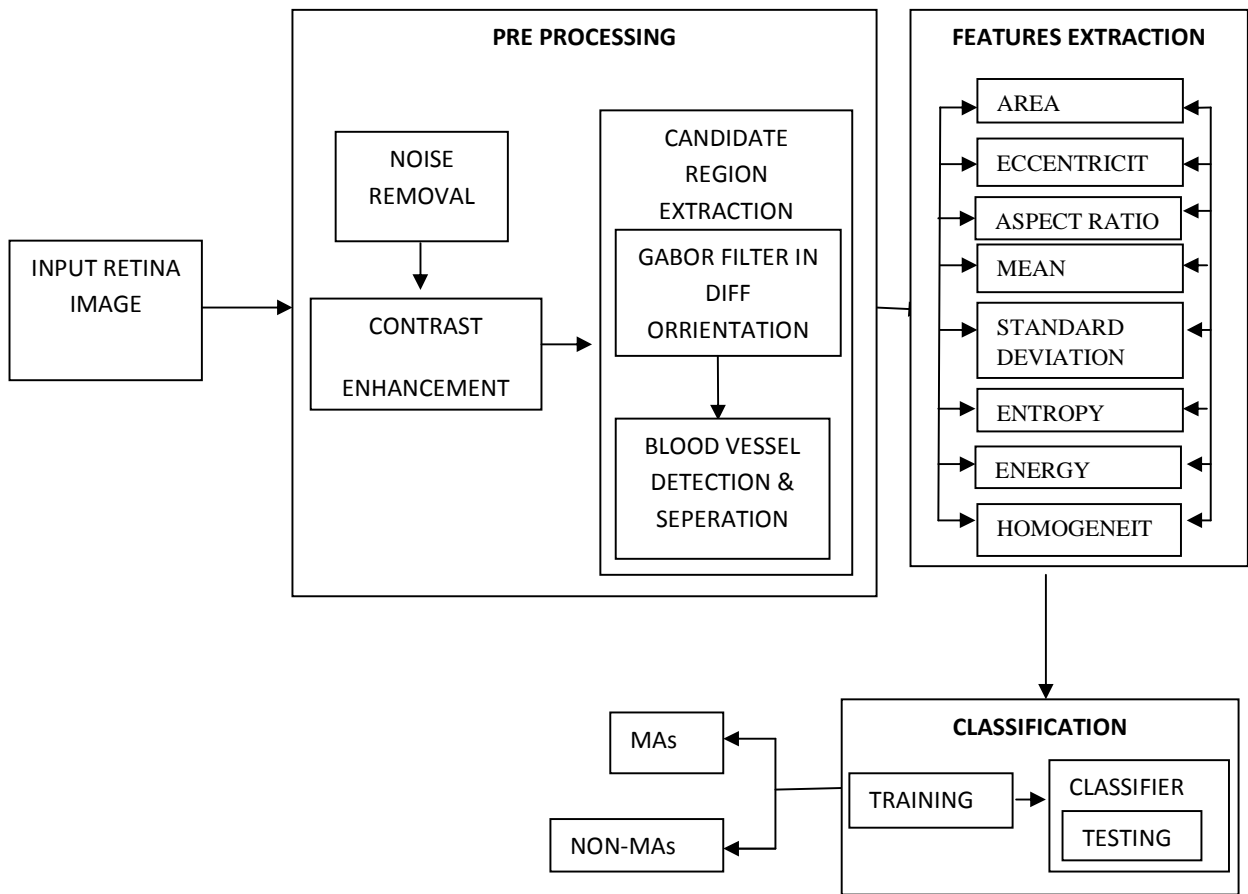 PRE PROCESSING
FEATURES EXTRACTION
INPUT RETINA
IMAGE
NOISE
REMOVAL
CONTRAST
ENHANCEMENT
CANDIDATE
REGION
EXTRACTION
GABOR FILTER IN
DIFF
ORRIENTATION
BLOOD VESSEL
DETECTION &
SEPERATION
AREA
ECCENTRICIT
ASPECT RATIO
MEAN
STANDARD
DEVIATION
ENTROPY
ENERGY
HOMOGENEIT
CLASSIFICATION
TRAINING
CLASSIFIER
TESTING
MAs
NON-MAs